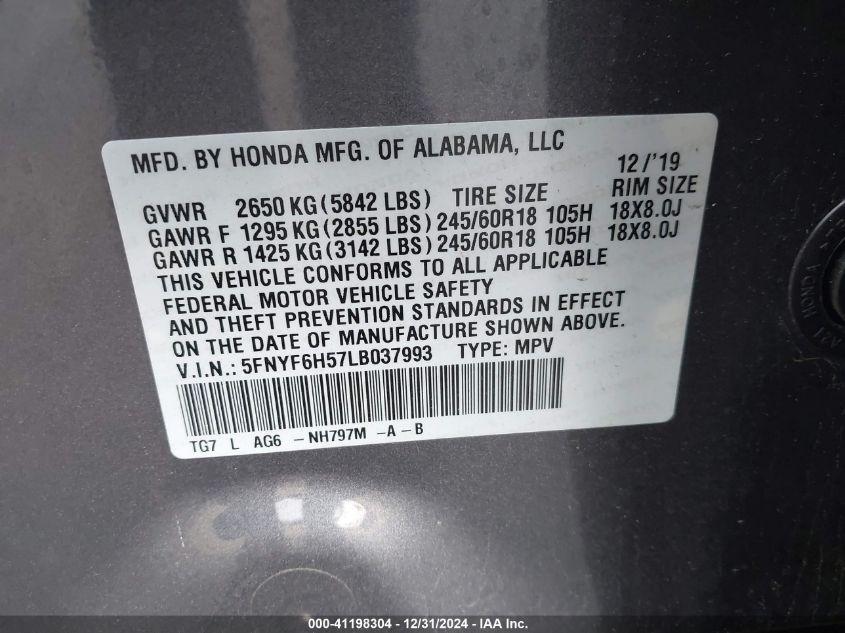 MFD. BY HONDA MFG. OF ALABAMA, LLC
12/'19
GVWR 2650 KG (5842 LBS) TIRE SIZE RIM SIZE
GAWR F 1295 KG (2855 LBS) 245/60R18 105H 18X8.0J
GAWR R 1425 KG (3142 LBS) 245/60R18 105H 18X8.0J
THIS VEHICLE CONFORMS TO ALL APPLICABLE
FEDERAL MOTOR VEHICLE SAFETY
AND THEFT PREVENTION STANDARDS IN EFFECT
ON THE DATE OF MANUFACTURE SHOWN ABOVE.
V.I.N.: 5FNYF6H57LB037993 TYPE: MPV
TG7 L AG6 - NH797M -A - B
HONDA
000-41198304 - 12/31/2024 - IAA Inc.